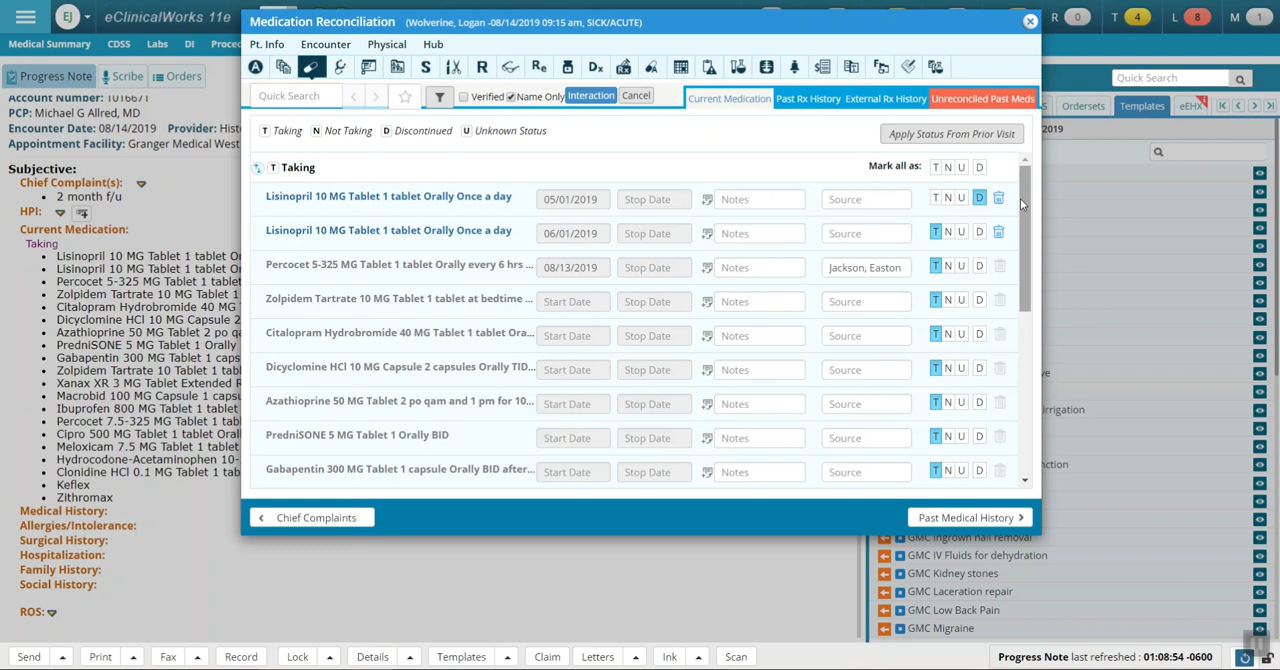 EJ
eClinicalWorks 11e
R 0 T 4 L 8 M 1
Medical Summary CDSS Labs DI
Progress Note Scribe Orders
Account Number: 1016671
PCP: Michael G Allred, MD
Encounter Date: 08/14/2019 Provider:
Appointment Facility: Granger Medical West
Subjective:
Chief Complaint(s):
2 month f/u
HPI:
Current Medication:
Taking
Lisinopril 10 MG Tablet 1 tablet
Lisinopril 10 MG Tablet 1 tablet
Percocet 5-325 MG Tablet 1
Zolpidem Tartrate 10 MG
Citalopram Hydrobromide 40
Dicyclomine HCl 10 MG Capsule 2
Azathioprine 50 MG Tablet 2 po
PredniSONE 5 MG Tablet 1 Orally
Gabapentin 300 MG Tablet 1 caps
Zolpidem Tartrate 10 Tablet 1
Xanax XR 3 MG Tablet Extended R
Macrobid 100 MG Capsule 1 caps
Ibuprofen 800 MG Tablet 1 tablet
Percocet 7.5-325 MG Tablet 1
Cipro 500 MG Tablet 1 tablet
Meloxicam 7.5 MG Tablet 1 tablet
Hydrocodone-Acetaminophen 10-
Clonidine HCl 0.1 MG Tablet 1 tab
Keflex
Zithromax
Medical History:
Allergies/Intolerance:
Surgical History:
Hospitalization:
Family History:
Social History:
ROS:
Medication Reconciliation (Wolverine, Logan -08/14/2019 09:15 am, SICK/ACUTE)
Pt. Info Encounter Physical Hub
A S R Re Dx
Quick Search Verified Name Only Interaction Cancel
Current Medication Past Rx History External Rx History Unreconciled Past Meds
T Taking N Not Taking D Discontinued U Unknown Status
Apply Status From Prior Visit
T Taking Mark all as: T N U D
Lisinopril 10 MG Tablet 1 tablet Orally Once a day 05/01/2019 Stop Date Notes Source T N U D
Lisinopril 10 MG Tablet 1 tablet Orally Once a day 06/01/2019 Stop Date Notes Source T N U D
Percocet 5-325 MG Tablet 1 tablet Orally every 6 hrs ... 08/13/2019 Stop Date Notes Jackson, Easton T N U D
Zolpidem Tartrate 10 MG Tablet 1 tablet at bedtime ... Start Date Stop Date Notes Source T N U D
Citalopram Hydrobromide 40 MG Tablet 1 tablet Ora... Start Date Stop Date Notes Source T N U D
Dicyclomine HCl 10 MG Capsule 2 capsules Orally TID... Start Date Stop Date Notes Source T N U D
Azathioprine 50 MG Tablet 2 po qam and 1 pm for 10... Start Date Stop Date Notes Source T N U D
PredniSONE 5 MG Tablet 1 Orally BID Start Date Stop Date Notes Source T N U D
Gabapentin 300 MG Tablet 1 capsule Orally BID after... Start Date Stop Date Notes Source T N U D
Chief Complaints
Past Medical History
Quick Search
Ordersets Templates eEHX
2019
irrigation
GMC Ingrown nail removal
GMC IV Fluids for dehydration
GMC Kidney stones
GMC Laceration repair
GMC Low Back Pain
GMC Migraine
Send Print Fax Record Lock Details Templates Claim Letters Ink Scan
Progress Note last refreshed : 01:08:54 -0600